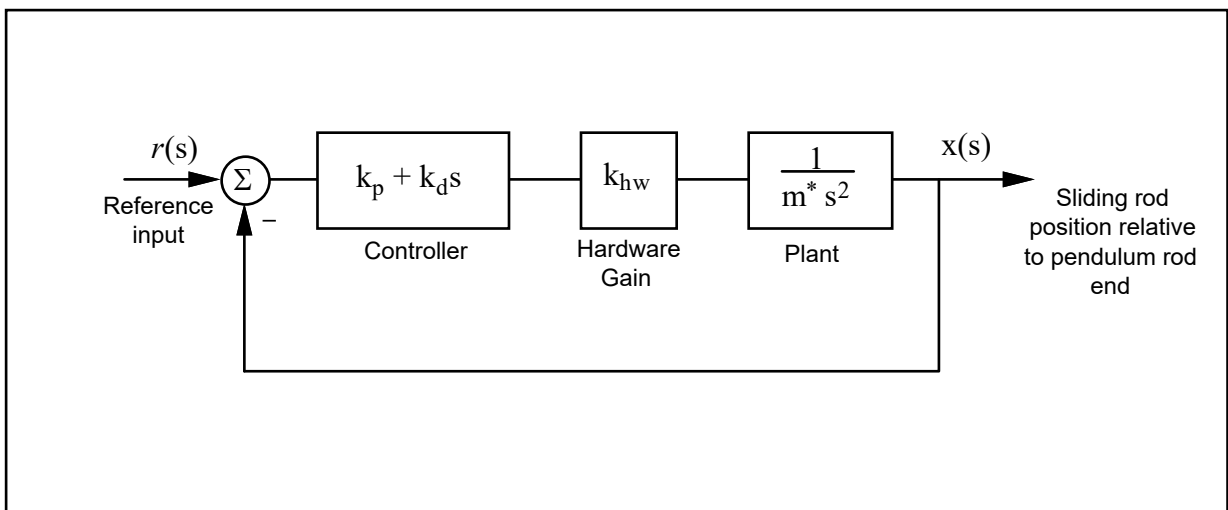 r(s)
Reference
input
Σ
−
k_p + k_d s
Controller
k_hw
Hardware
Gain
1
m* s²
Plant
x(s)
Sliding rod
position relative
to pendulum rod
end